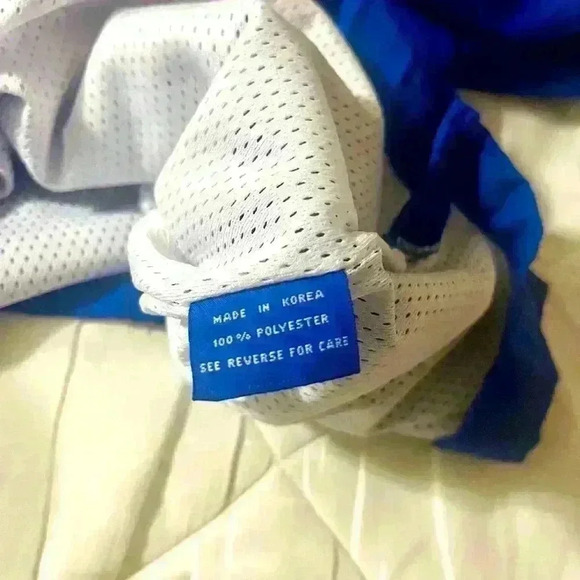 MADE IN KOREA
100% POLYESTER
SEE REVERSE FOR CARE